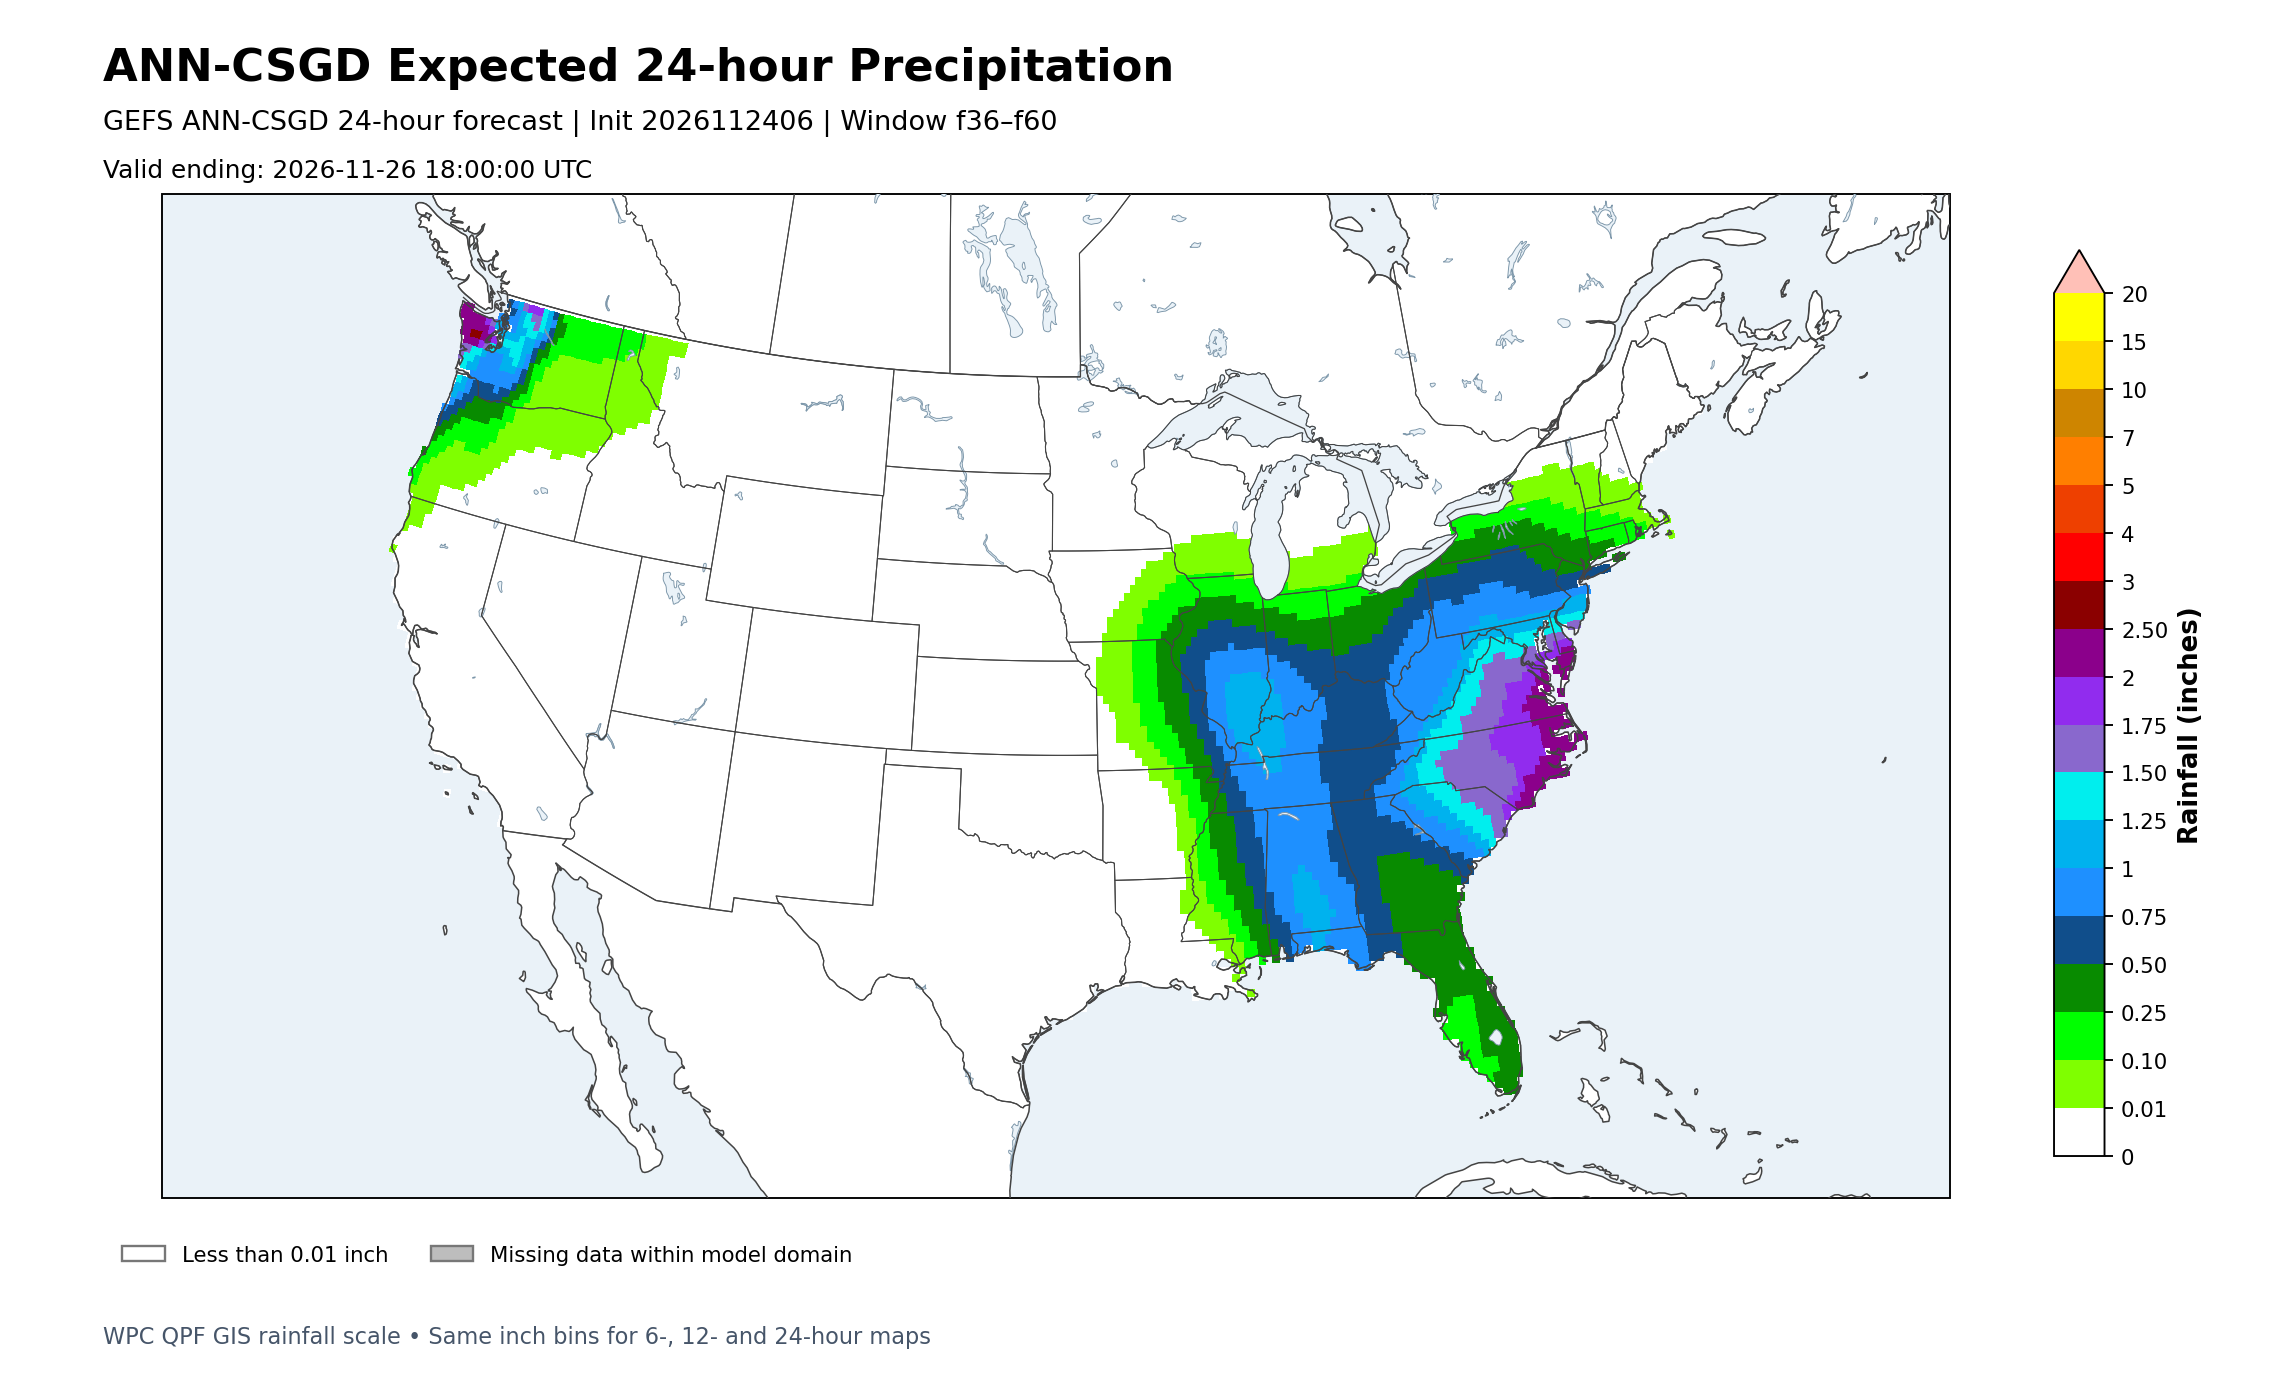 ANN-CSGD Expected 24-hour Precipitation
GEFS ANN-CSGD 24-hour forecast | Init 2026112406 | Window f36–f60
Valid ending: 2026-11-26 18:00:00 UTC
20
15
10
7
5
4
3
2.50
2
1.75
1.50
1.25
1
0.75
0.50
0.25
0.10
0.01
0
Rainfall (inches)
Less than 0.01 inch
Missing data within model domain
WPC QPF GIS rainfall scale • Same inch bins for 6-, 12- and 24-hour maps